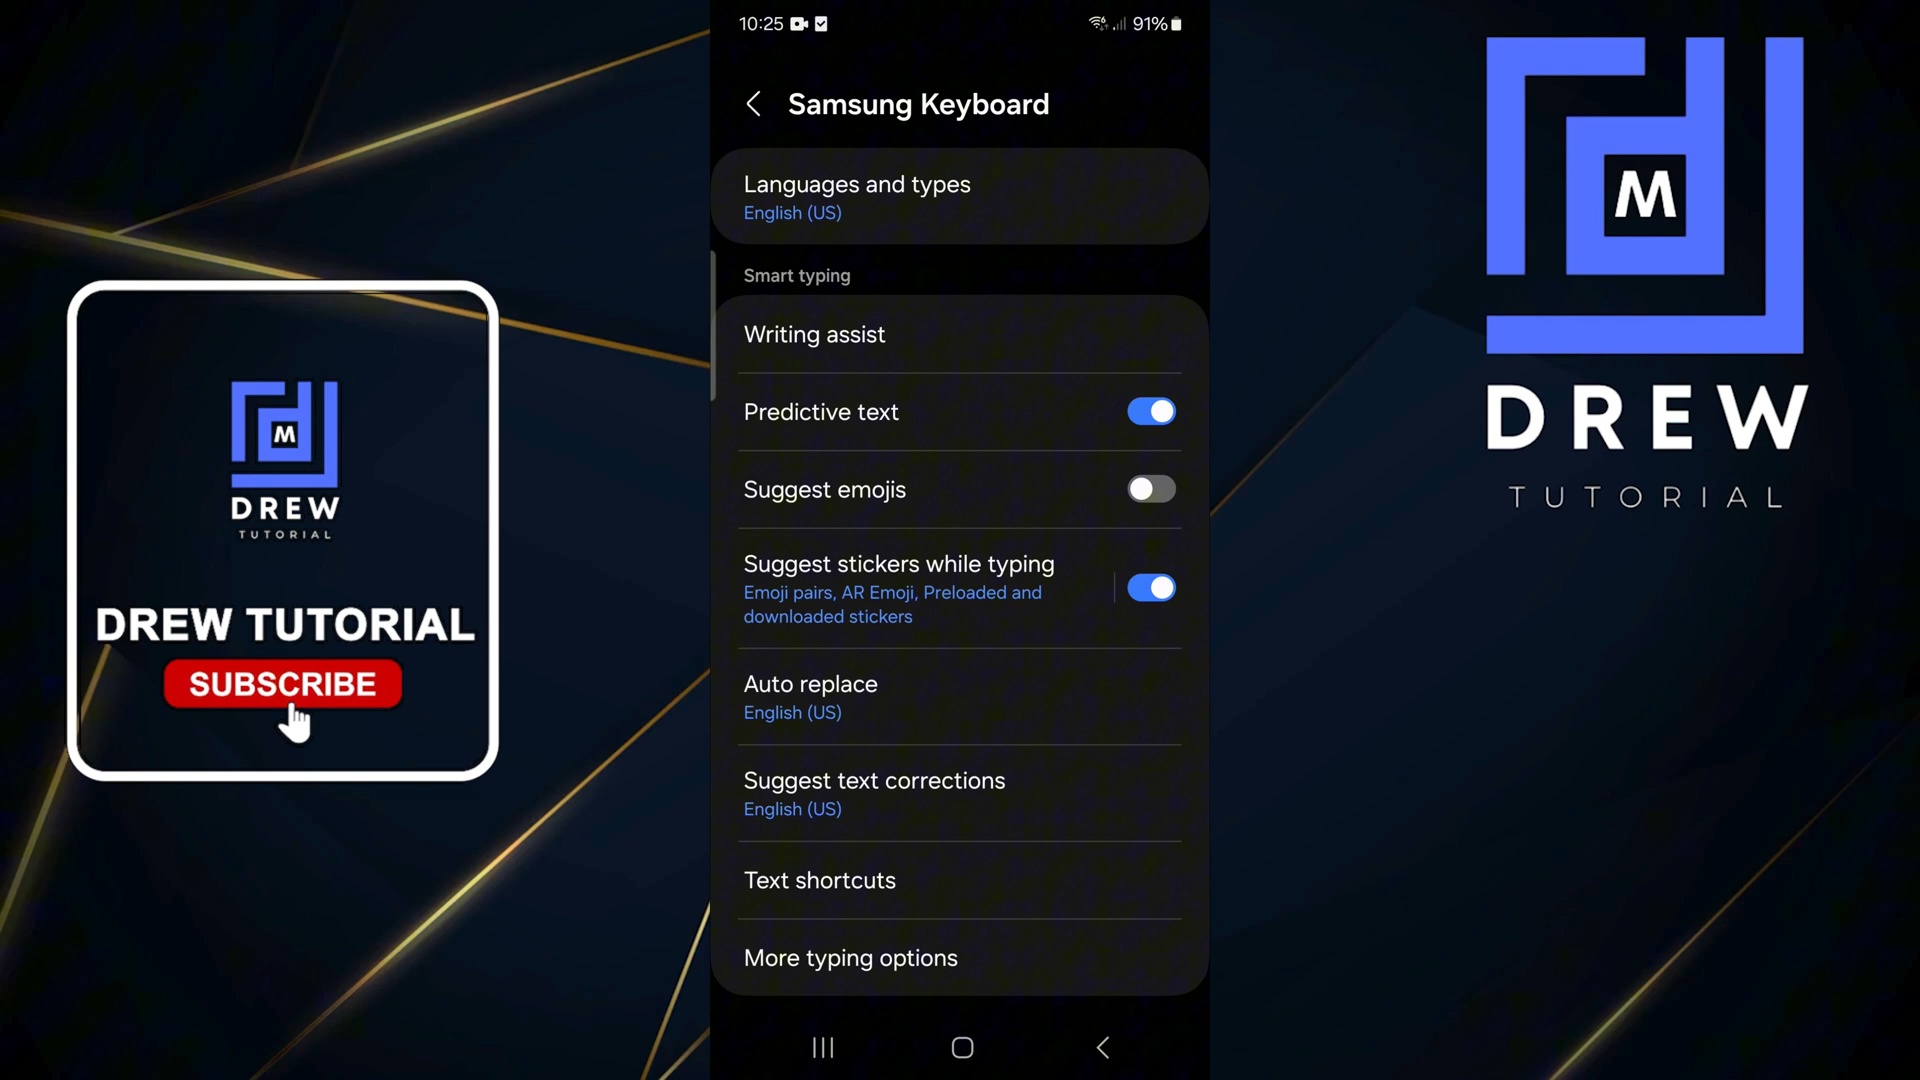 10:25
91%
Samsung Keyboard
Languages and types
English (US)
Smart typing
Writing assist
Predictive text
Suggest emojis
Suggest stickers while typing
Emoji pairs, AR Emoji, Preloaded and
downloaded stickers
Auto replace
English (US)
Suggest text corrections
English (US)
Text shortcuts
More typing options
M
DREW
TUTORIAL
DREW TUTORIAL
SUBSCRIBE
M
DREW
TUTORIAL